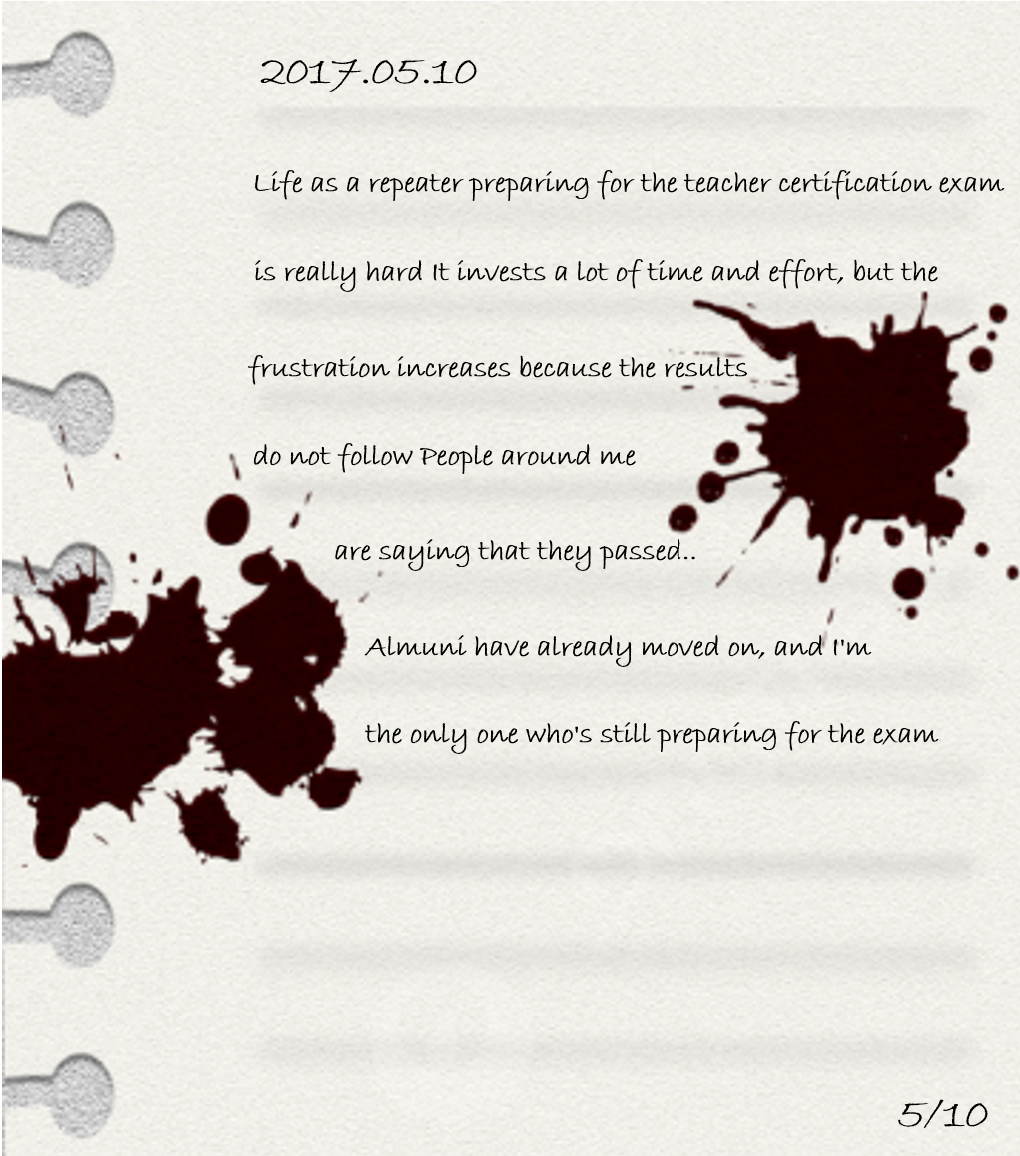 2017.05.10
Life as a repeater preparing for the teacher certification exam
is really hard It invests a lot of time and effort, but the
frustration increases because the results
do not follow People around me
are saying that they passed..
Almuni have already moved on, and I'm
the only one who's still preparing for the exam
5/10